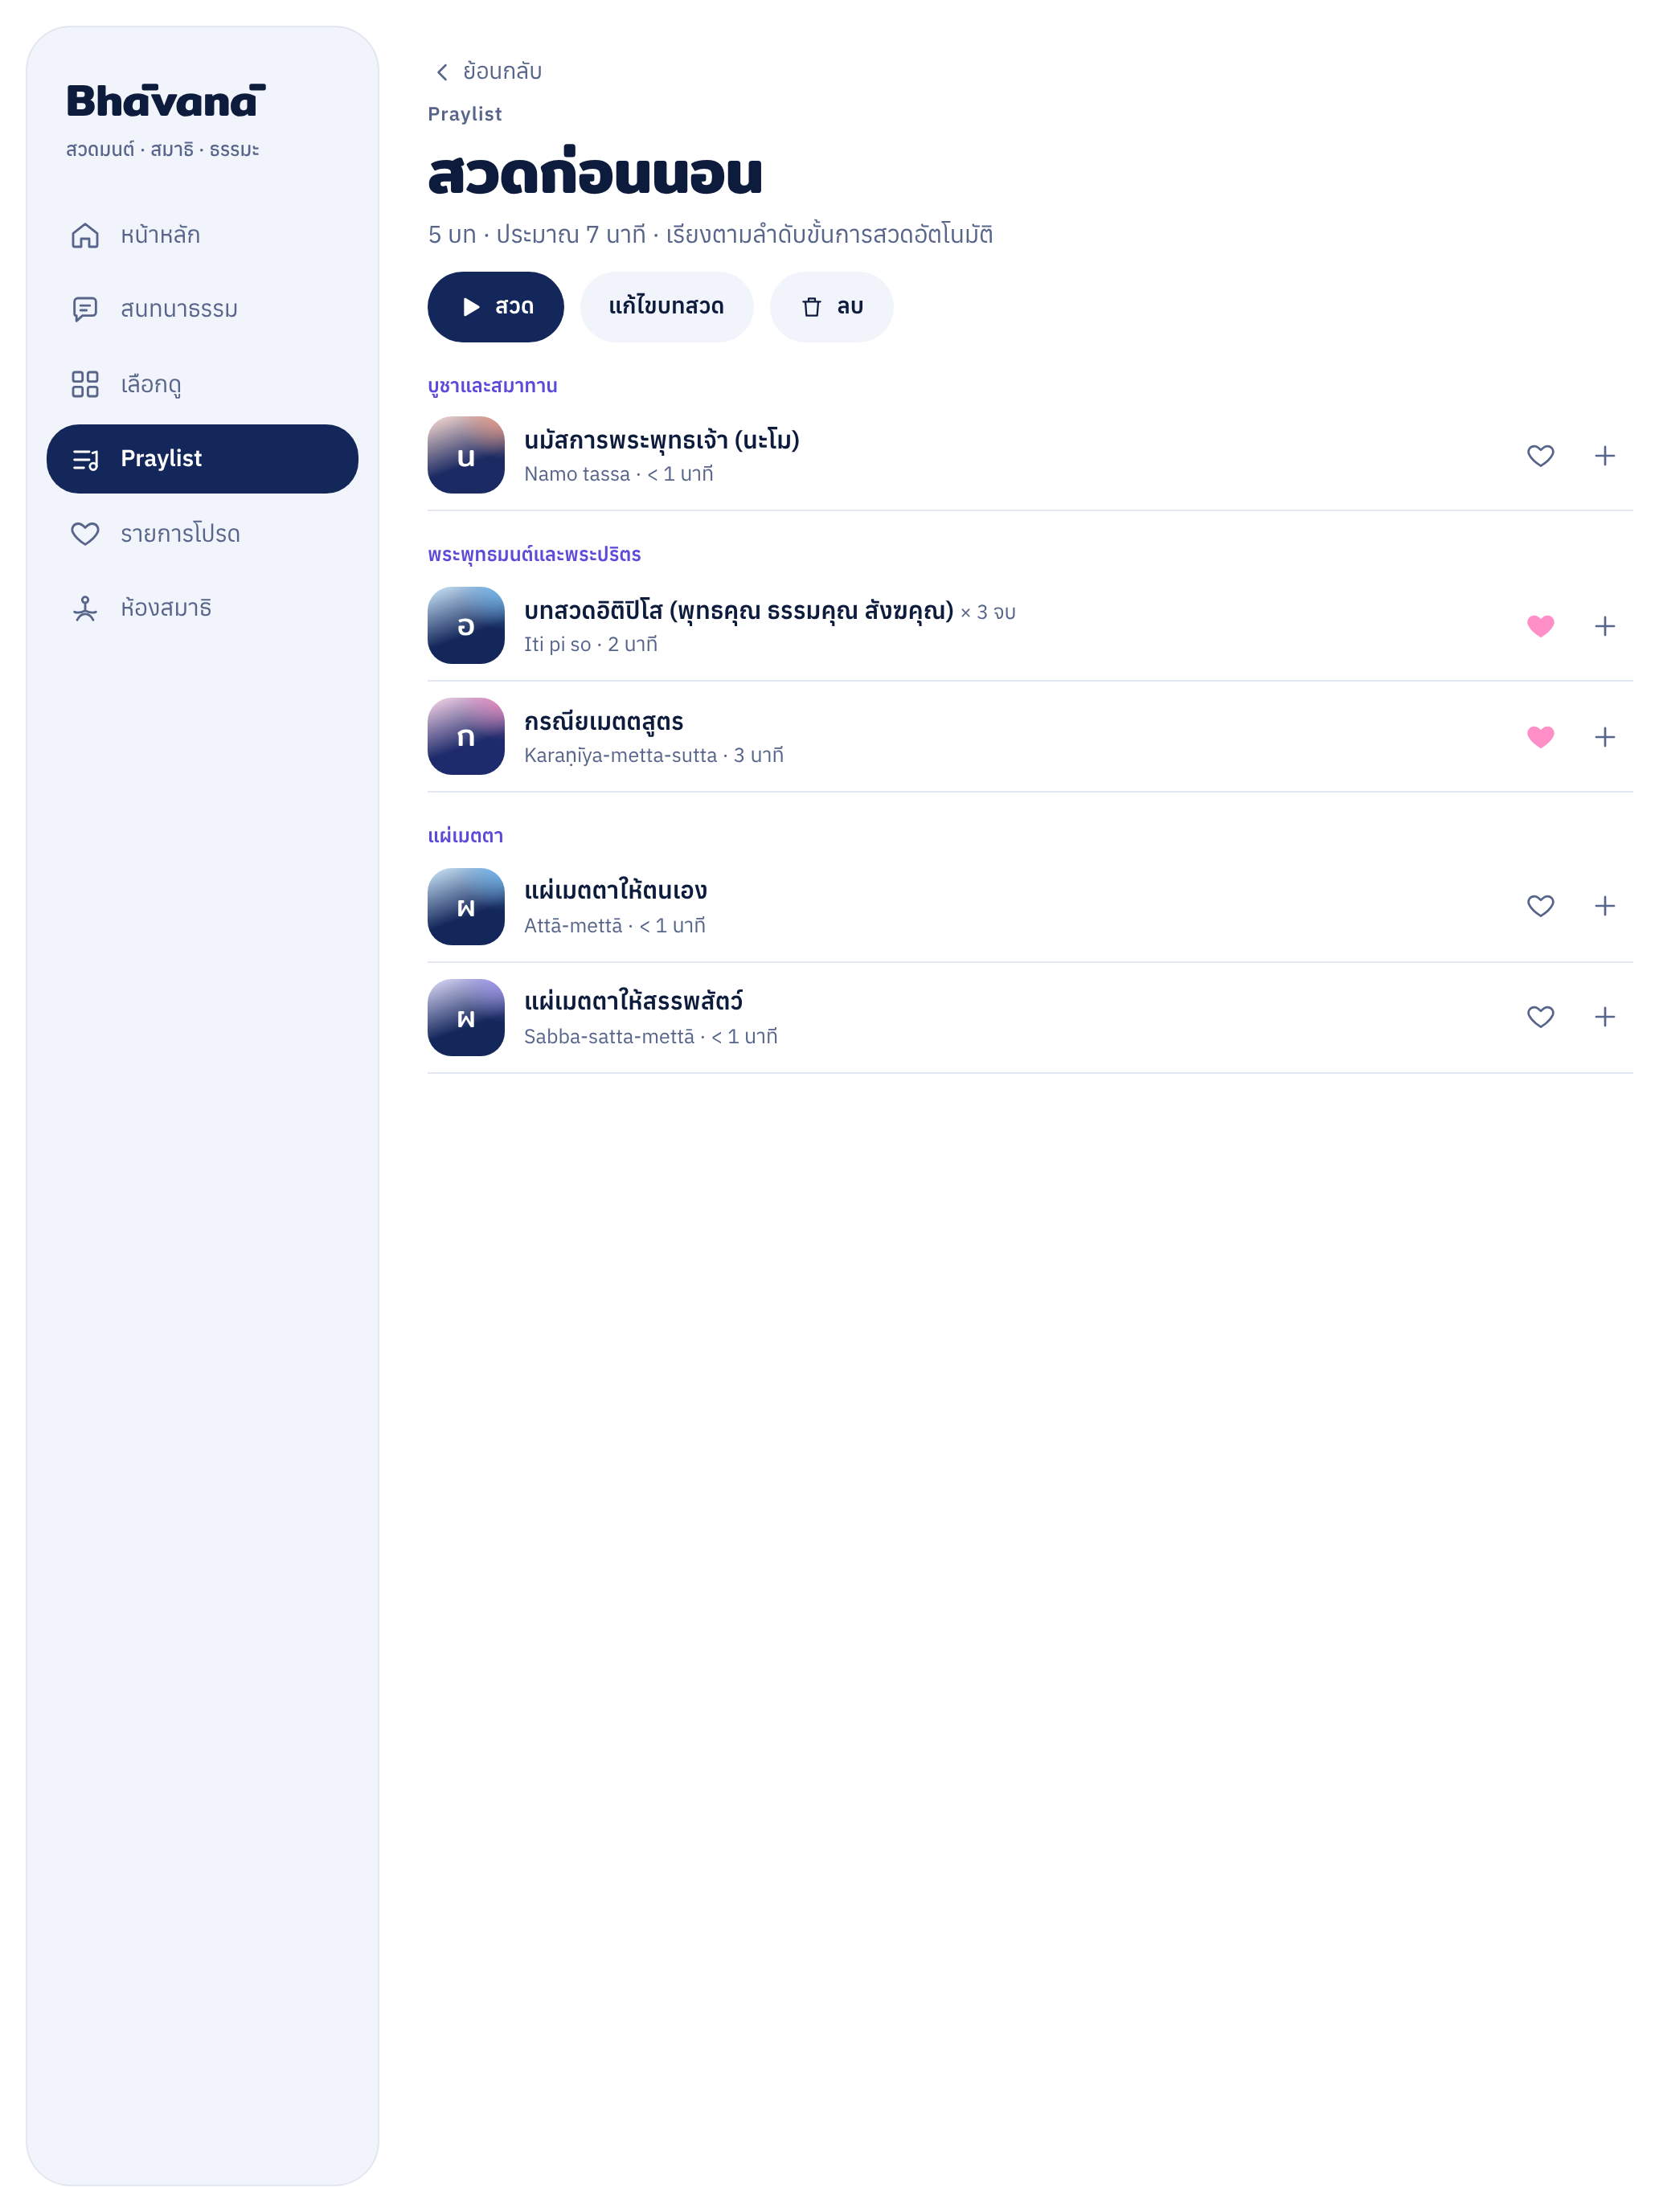 Bhāvanā
สวดมนต์ · สมาธิ · ธรรมะ
หน้าหลัก
สนทนาธรรม
เลือกดู
Praylist
รายการโปรด
ห้องสมาธิ
ย้อนกลับ
Praylist
สวดก่อนนอน
5 บท · ประมาณ 7 นาที · เรียงตามลำดับขั้นการสวดอัตโนมัติ
สวด
แก้ไขบทสวด
ลบ
บูชาและสมาทาน
น
นมัสการพระพุทธเจ้า (นะโม)
Namo tassa · < 1 นาที
พระพุทธมนต์และพระปริตร
อ
บทสวดอิติปิโส (พุทธคุณ ธรรมคุณ สังฆคุณ) × 3 จบ
Iti pi so · 2 นาที
ก
กรณียเมตตสูตร
Karaṇīya-metta-sutta · 3 นาที
แผ่เมตตา
ผ
แผ่เมตตาให้ตนเอง
Attā-mettā · < 1 นาที
ผ
แผ่เมตตาให้สรรพสัตว์
Sabba-satta-mettā · < 1 นาที